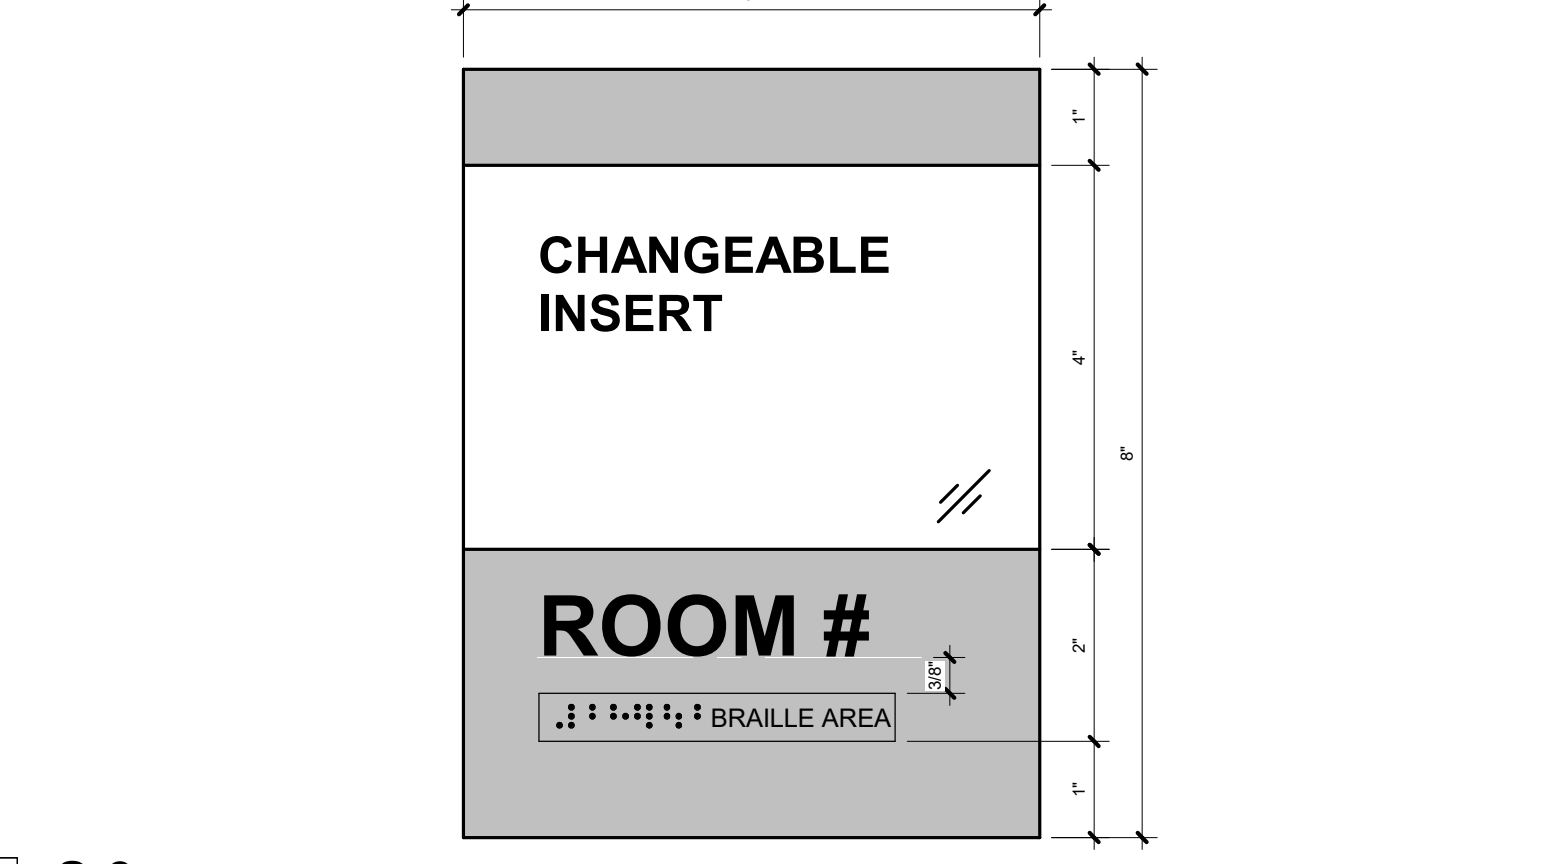 1"
CHANGEABLE
INSERT
4"
8"
ROOM #
2"
3/8"
BRAILLE AREA
1"